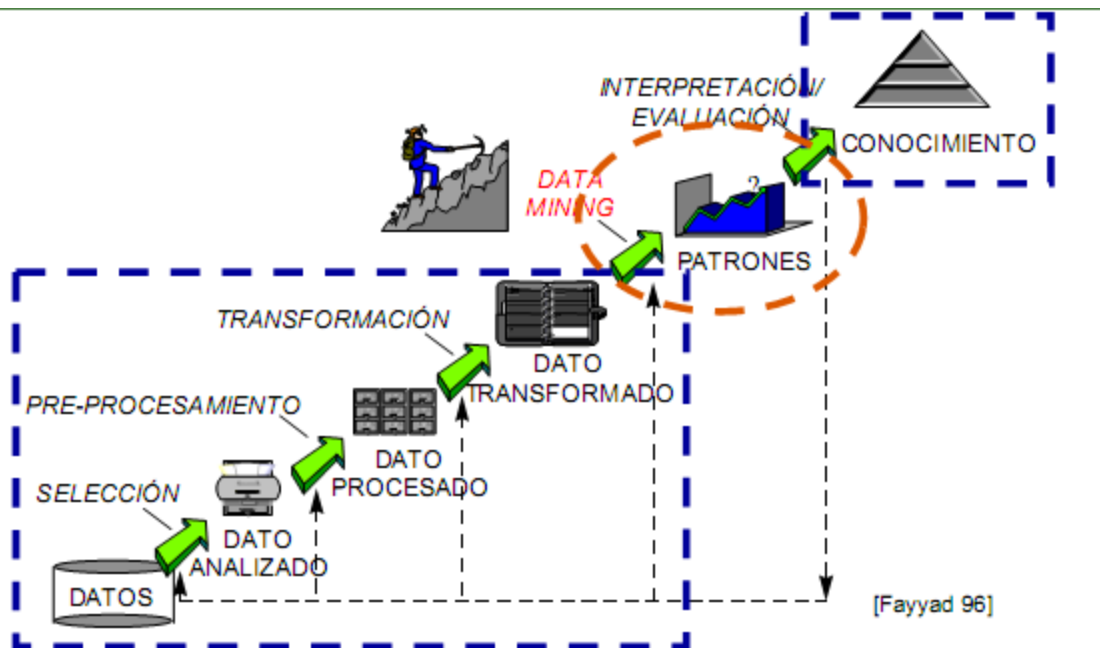 INTERPRETACIÓN/
EVALUACIÓN
CONOCIMIENTO
DATA
MINING
?
PATRONES
TRANSFORMACIÓN
DATO
TRANSFORMADO
PRE-PROCESAMIENTO
DATO
PROCESADO
SELECCIÓN
DATO
ANALIZADO
DATOS
[Fayyad 96]